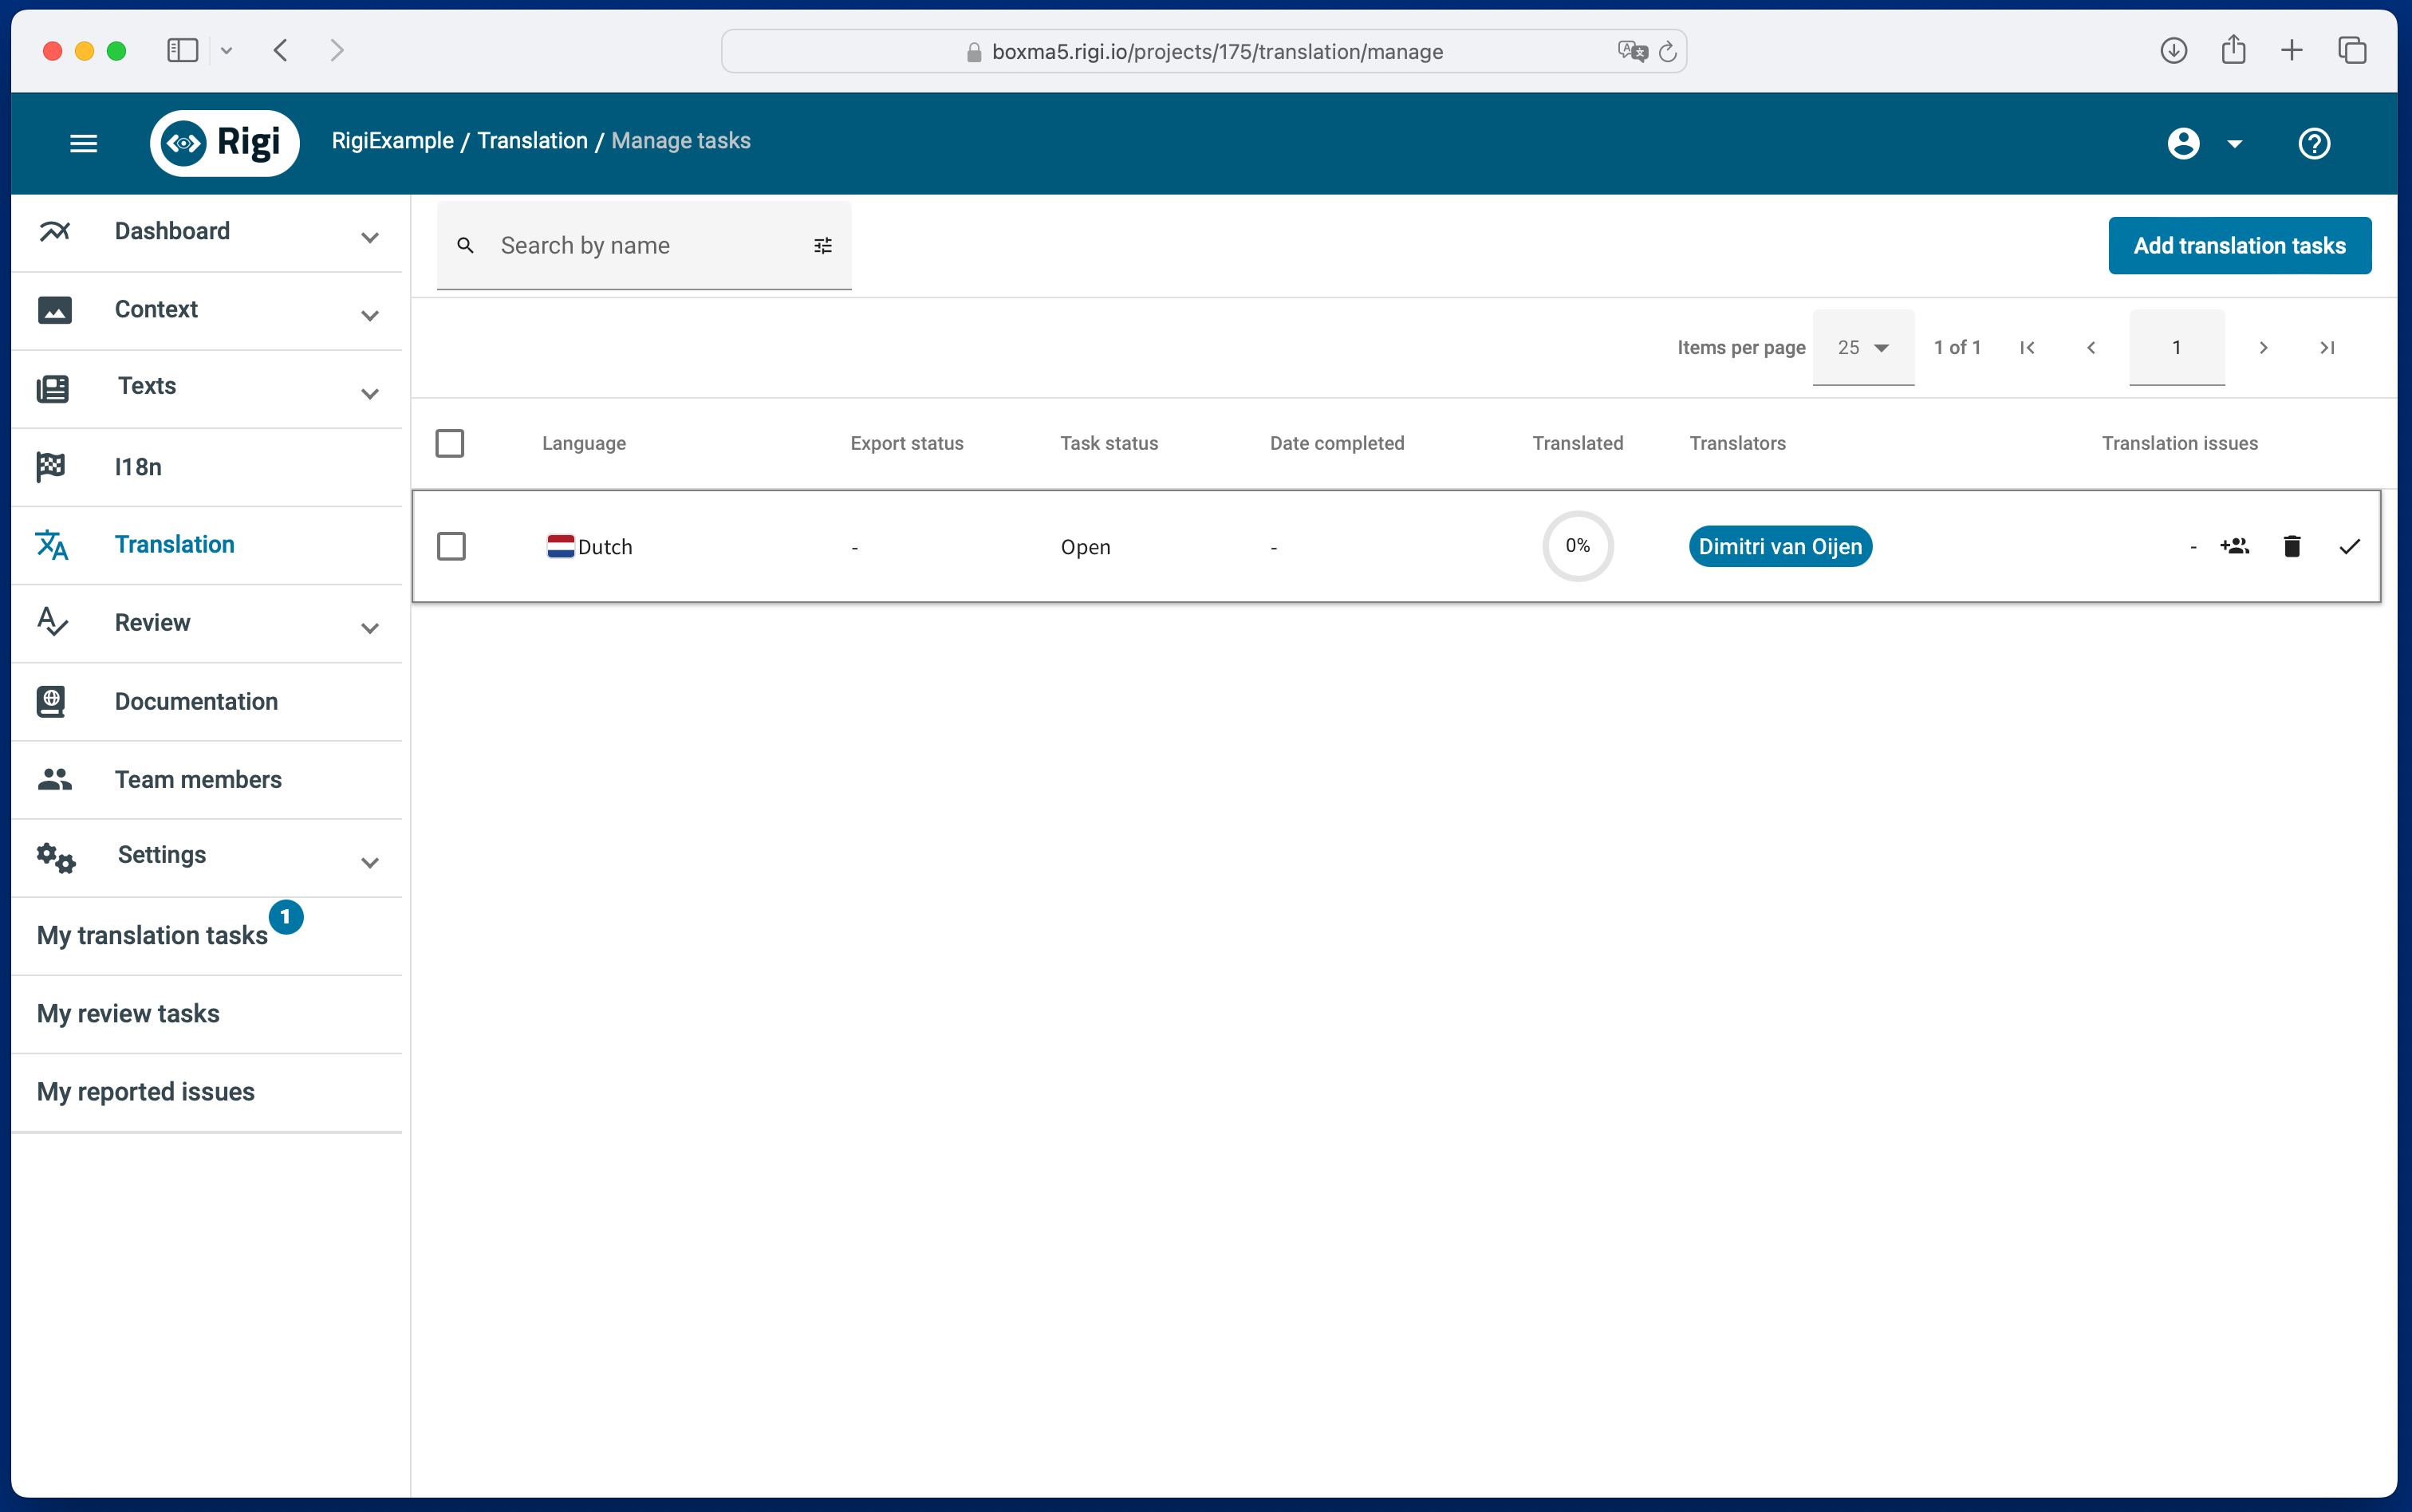 boxma5.rigi.io/projects/175/translation/manage
Rigi
RigiExample / Translation / Manage tasks
Dashboard
Context
Texts
I18n
Translation
Review
Documentation
Team members
Settings
My translation tasks 1
My review tasks
My reported issues
Search by name
Add translation tasks
Items per page 25 1 of 1 1
Language Export status Task status Date completed Translated Translators Translation issues
Dutch - Open - 0% Dimitri van Oijen -